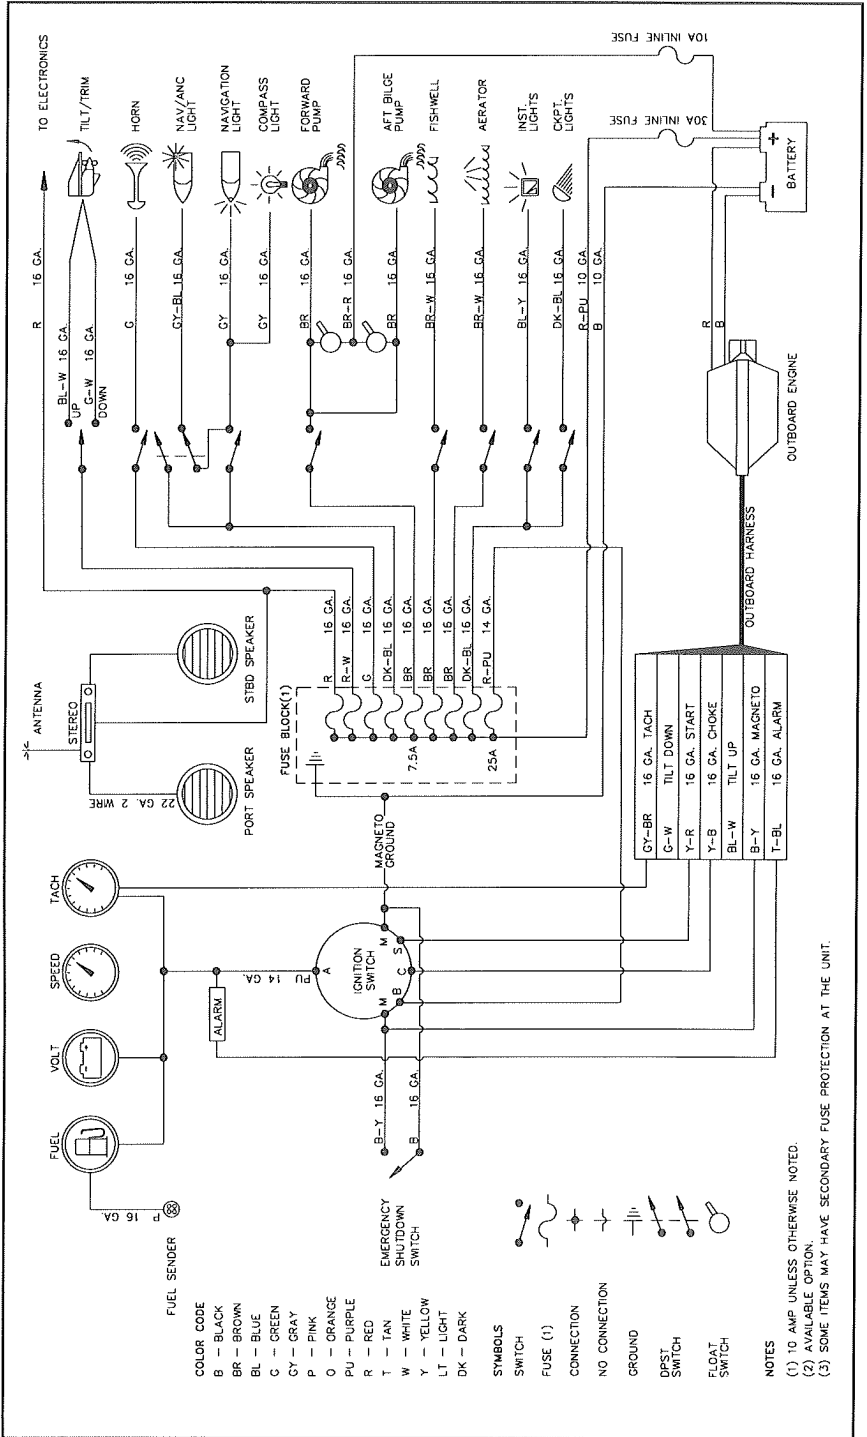 TO ELECTRONICS
TILT/TRIM
HORN
NAV/ANC
LIGHT
NAVIGATION
LIGHT
COMPASS
LIGHT
FORWARD
PUMP
AFT BILGE
PUMP
FISHWELL
AERATOR
INST.
LIGHTS
CKPT.
LIGHTS
10A INLINE FUSE
30A INLINE FUSE
+
−
BATTERY
R 16 GA.
BL-W 16 GA.
UP
G-W 16 GA.
DOWN
G 16 GA.
GY-BL 16 GA.
GY 16 GA.
GY 16 GA.
BR 16 GA.
BR-R 16 GA.
BR 16 GA.
BR-W 16 GA.
BR-W 16 GA.
BL-Y 16 GA.
DK-BL 16 GA.
R-PU 10 GA.
B 10 GA.
R
B
OUTBOARD ENGINE
OUTBOARD HARNESS
ANTENNA
STEREO
STBD SPEAKER
PORT SPEAKER
22 GA. 2 WIRE
FUSE BLOCK(1)
7.5A
25A
R 16 GA.
R-W 16 GA.
G 16 GA.
DK-BL 16 GA.
BR 16 GA.
BR 16 GA.
BR 16 GA.
DK-BL 16 GA.
R-PU 14 GA.
GY-BR 16 GA. TACH
G-W TILT DOWN
Y-R 16 GA. START
Y-B 16 GA. CHOKE
BL-W TILT UP
B-Y 16 GA. MAGNETO
T-BL 16 GA. ALARM
TACH
SPEED
VOLT
FUEL
P 16 GA.
FUEL SENDER
ALARM
PU 14 GA.
IGNITION
SWITCH
A
M
S
C
B
M
MAGNETO
GROUND
B-Y 16 GA.
B 16 GA.
EMERGENCY
SHUTDOWN
SWITCH
COLOR CODE
B - BLACK
BR - BROWN
BL - BLUE
G - GREEN
GY - GRAY
P - PINK
O - ORANGE
PU - PURPLE
R - RED
T - TAN
W - WHITE
Y - YELLOW
LT - LIGHT
DK - DARK
SYMBOLS
SWITCH
FUSE (1)
CONNECTION
NO CONNECTION
GROUND
DPST
SWITCH
FLOAT
SWITCH
NOTES
(1) 10 AMP UNLESS OTHERWISE NOTED.
(2) AVAILABLE OPTION.
(3) SOME ITEMS MAY HAVE SECONDARY FUSE PROTECTION AT THE UNIT.